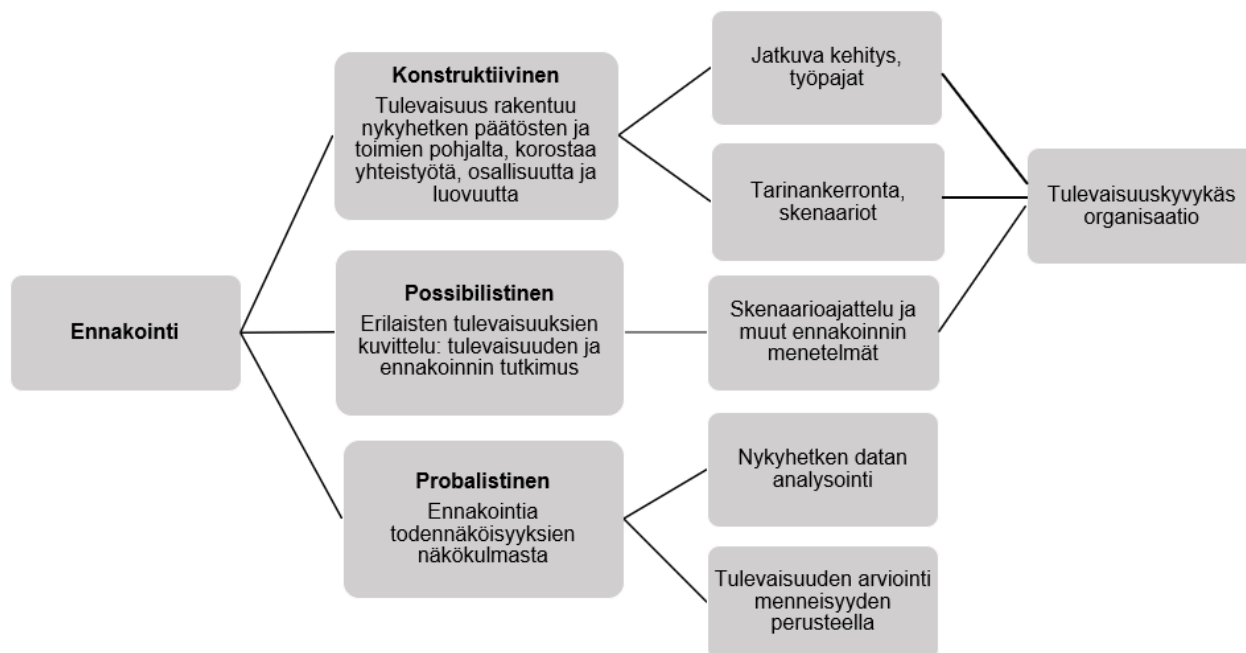 Ennakointi
Konstruktiivinen
Tulevaisuus rakentuu
nykyhetken päätösten ja
toimien pohjalta, korostaa
yhteistyötä, osallisuutta ja
luovuutta
Possibilistinen
Erilaisten tulevaisuuksien
kuvittelu: tulevaisuuden ja
ennakoinnin tutkimus
Probalistinen
Ennakointia
todennäköisyyksien
näkökulmasta
Jatkuva kehitys,
työpajat
Tarinankerronta,
skenaariot
Skenaarioajattelu ja
muut ennakoinnin
menetelmät
Nykyhetken datan
analysointi
Tulevaisuuden arviointi
menneisyyden
perusteella
Tulevaisuuskyvykäs
organisaatio